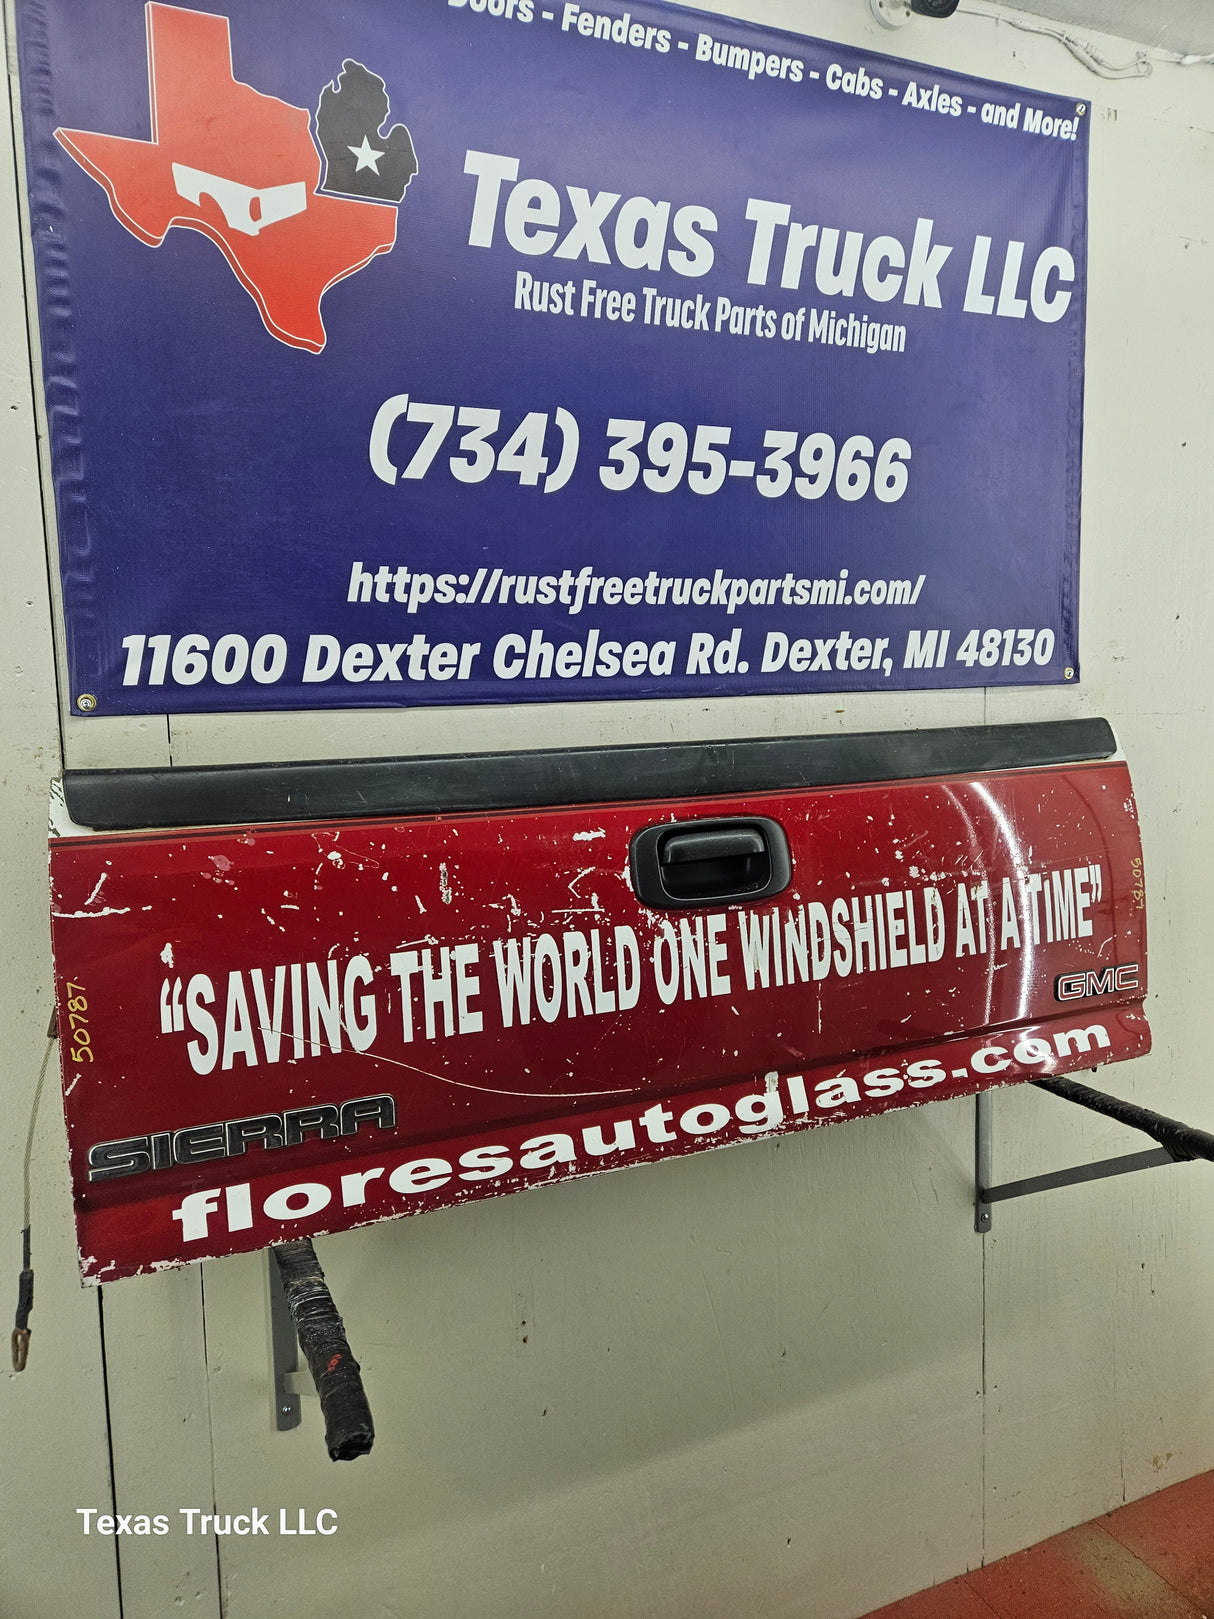 Doors - Fenders - Bumpers - Cabs - Axles - and More!
Texas Truck LLC
Rust Free Truck Parts of Michigan
(734) 395-3966
https://rustfreetruckpartsmi.com/
11600 Dexter Chelsea Rd. Dexter, MI 48130
50787
"SAVING THE WORLD ONE WINDSHIELD AT A TIME"
50787
GMC
SIERRA
floresautoglass.com
Texas Truck LLC